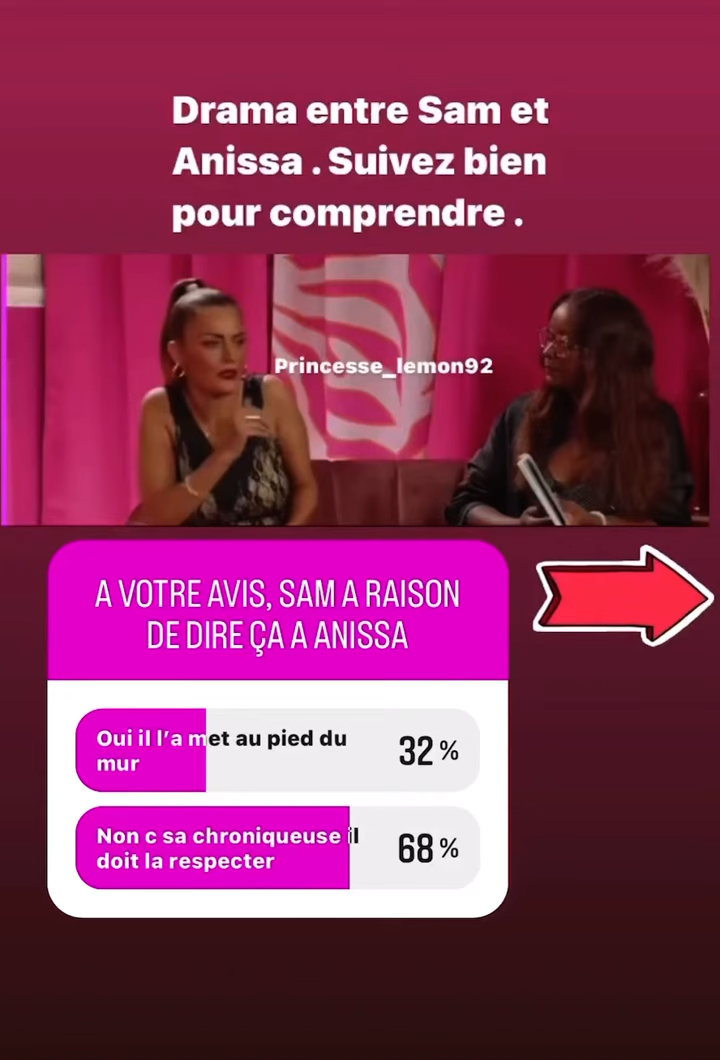 Drama entre Sam et
Anissa . Suivez bien
pour comprendre .
Princesse_lemon92
A VOTRE AVIS, SAM A RAISON
DE DIRE ÇA A ANISSA
Oui il l’a met au pied du
mur
32%
Non c sa chroniqueuse il
doit la respecter
68%